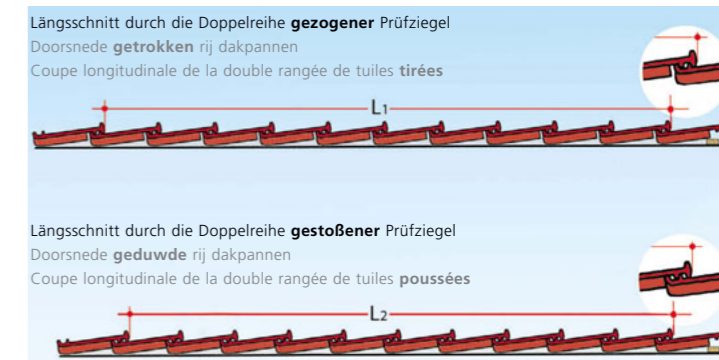 Längsschnitt durch die Doppelreihe gezogener Prüfziegel
Doorsnede getrokken rij dakpannen
Coupe longitudinale de la double rangée de tuiles tirées
L1
Längsschnitt durch die Doppelreihe gestoßener Prüfziegel
Doorsnede geduwde rij dakpannen
Coupe longitudinale de la double rangée de tuiles poussées
L2